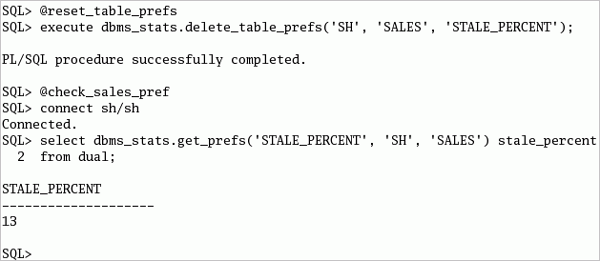 SQL> @reset_table_prefs
SQL> execute dbms_stats.delete_table_prefs('SH', 'SALES', 'STALE_PERCENT');
PL/SQL procedure successfully completed.
SQL> @check_sales_pref
SQL> connect sh/sh
Connected.
SQL> select dbms_stats.get_prefs('STALE_PERCENT', 'SH', 'SALES') stale_percent
  2  from dual;
STALE_PERCENT
--------------------
13
SQL>